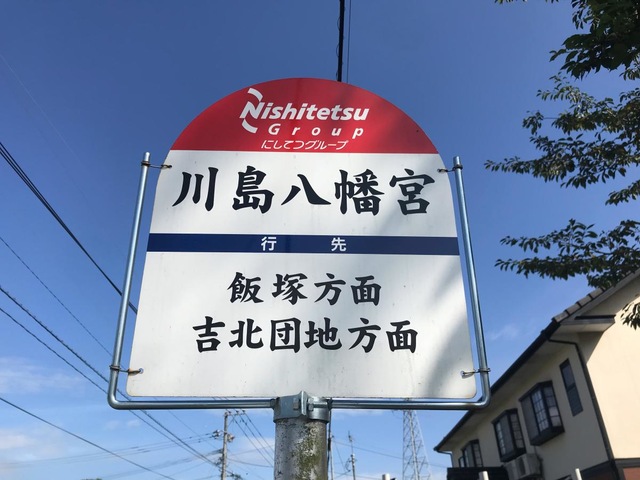 Nishitetsu
Group
にしてつグループ
川島八幡宮
行先
飯塚方面
吉北団地方面